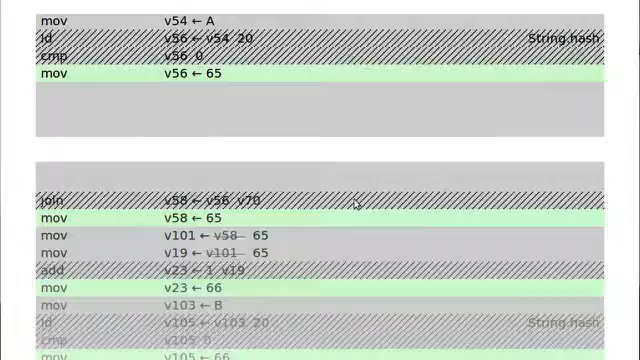 mov v54 ← A
ld v56 ← v54 20 String.hash
cmp v56 0
mov v56 ← 65
join v58 ← v56 v70
mov v58 ← 65
mov v101 ← v58 65
mov v19 ← v101 65
add v23 ← 1 v19
mov v23 ← 66
mov v103 ← B
ld v105 ← v103 20 String.hash
cmp v105 0
mov v105 ← 66